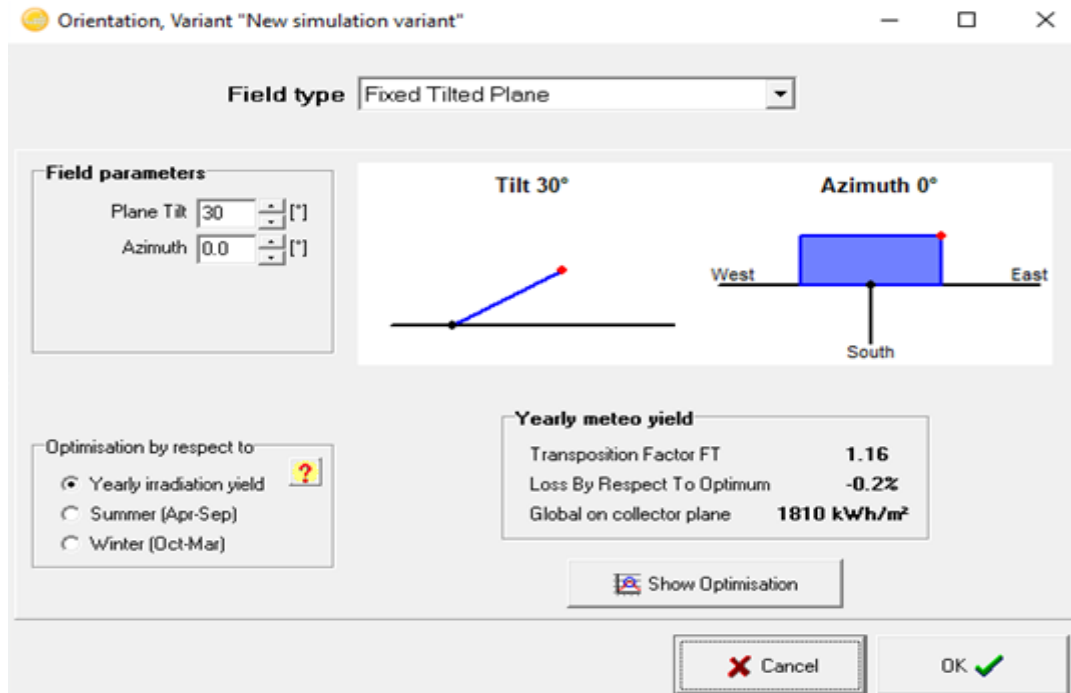 Orientation, Variant "New simulation variant"
Field type Fixed Tilted Plane
Field parameters
Plane Tilt 30 [°]
Azimuth 0.0 [°]
Tilt 30°
Azimuth 0°
West
East
South
Optimisation by respect to
Yearly irradiation yield
?
Summer (Apr-Sep)
Winter (Oct-Mar)
Yearly meteo yield
Transposition Factor FT 1.16
Loss By Respect To Optimum -0.2%
Global on collector plane 1810 kWh/m²
Show Optimisation
Cancel
OK